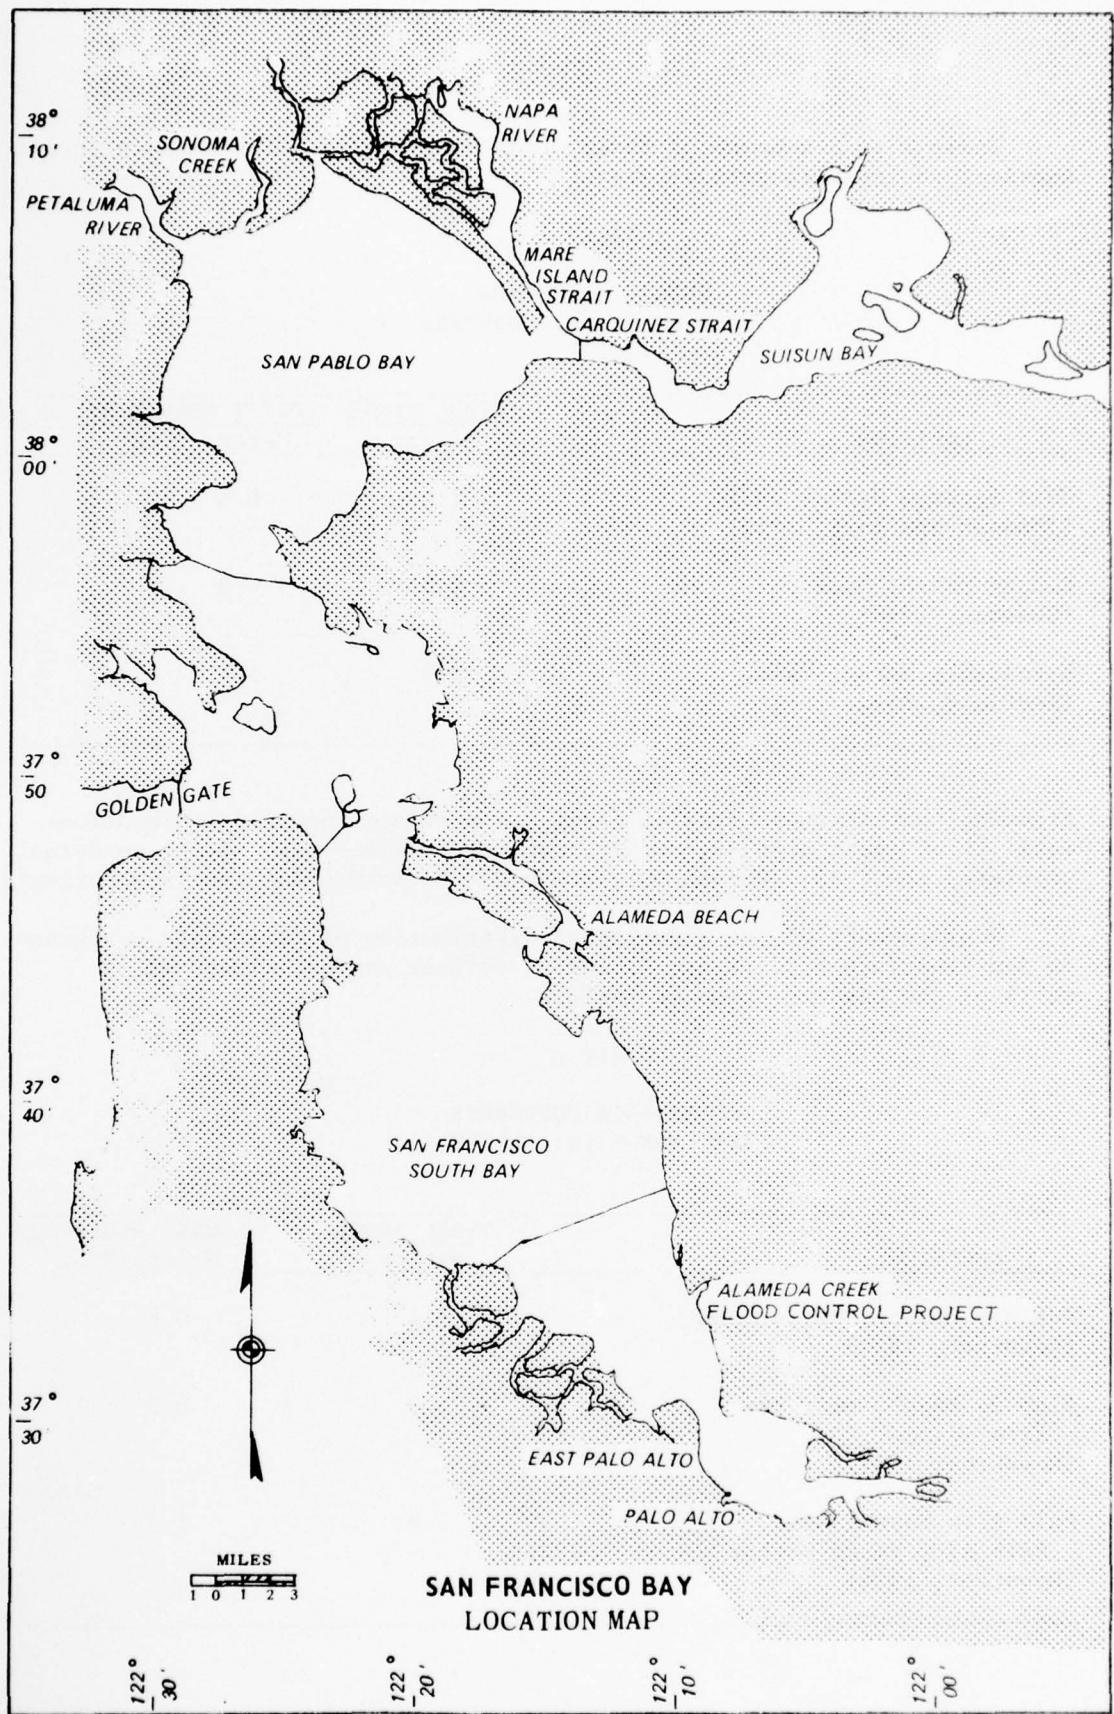 38°
10'
NAPA
RIVER
SONOMA
CREEK
PETALUMA
RIVER
MARE
ISLAND
STRAIT
CARQUINEZ STRAIT
SUISUN BAY
SAN PABLO BAY
38°
00'
37°
50
GOLDEN GATE
ALAMEDA BEACH
37°
40'
SAN FRANCISCO
SOUTH BAY
ALAMEDA CREEK
FLOOD CONTROL PROJECT
37°
30
EAST PALO ALTO
PALO ALTO
MILES
1 0 1 2 3
SAN FRANCISCO BAY
LOCATION MAP
122°
30'
122°
20'
122°
10'
122°
00'